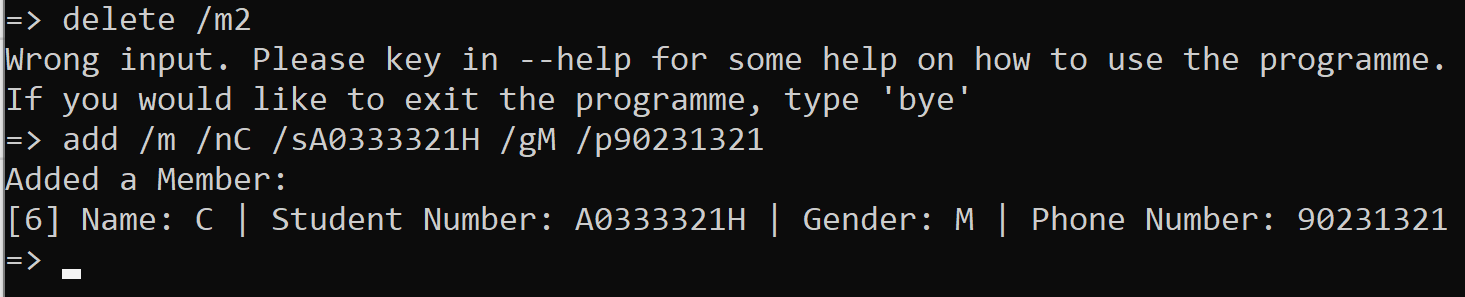 => delete /m2
Wrong input. Please key in --help for some help on how to use the programme.
If you would like to exit the programme, type 'bye'
=> add /m /nC /sA0333321H /gM /p90231321
Added a Member:
[6] Name: C | Student Number: A0333321H | Gender: M | Phone Number: 90231321
=>